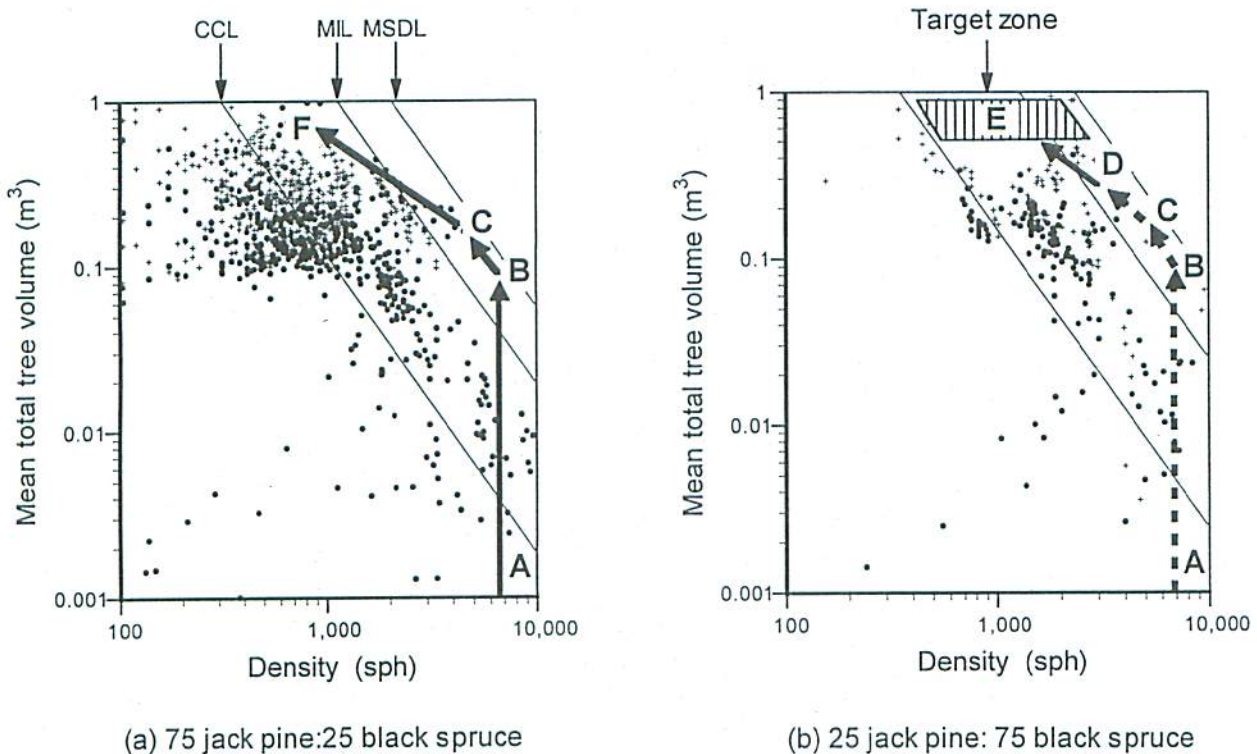 CCL MIL MSDL
Mean total tree volume (m³)
1
0.1
0.01
0.001
100 1,000 10,000
Density (sph)
F
C
B
A
(a) 75 jack pine:25 black spruce
Target zone
Mean total tree volume (m³)
1
0.1
0.01
0.001
100 1,000 10,000
Density (sph)
E
D
C
B
A
(b) 25 jack pine: 75 black spruce